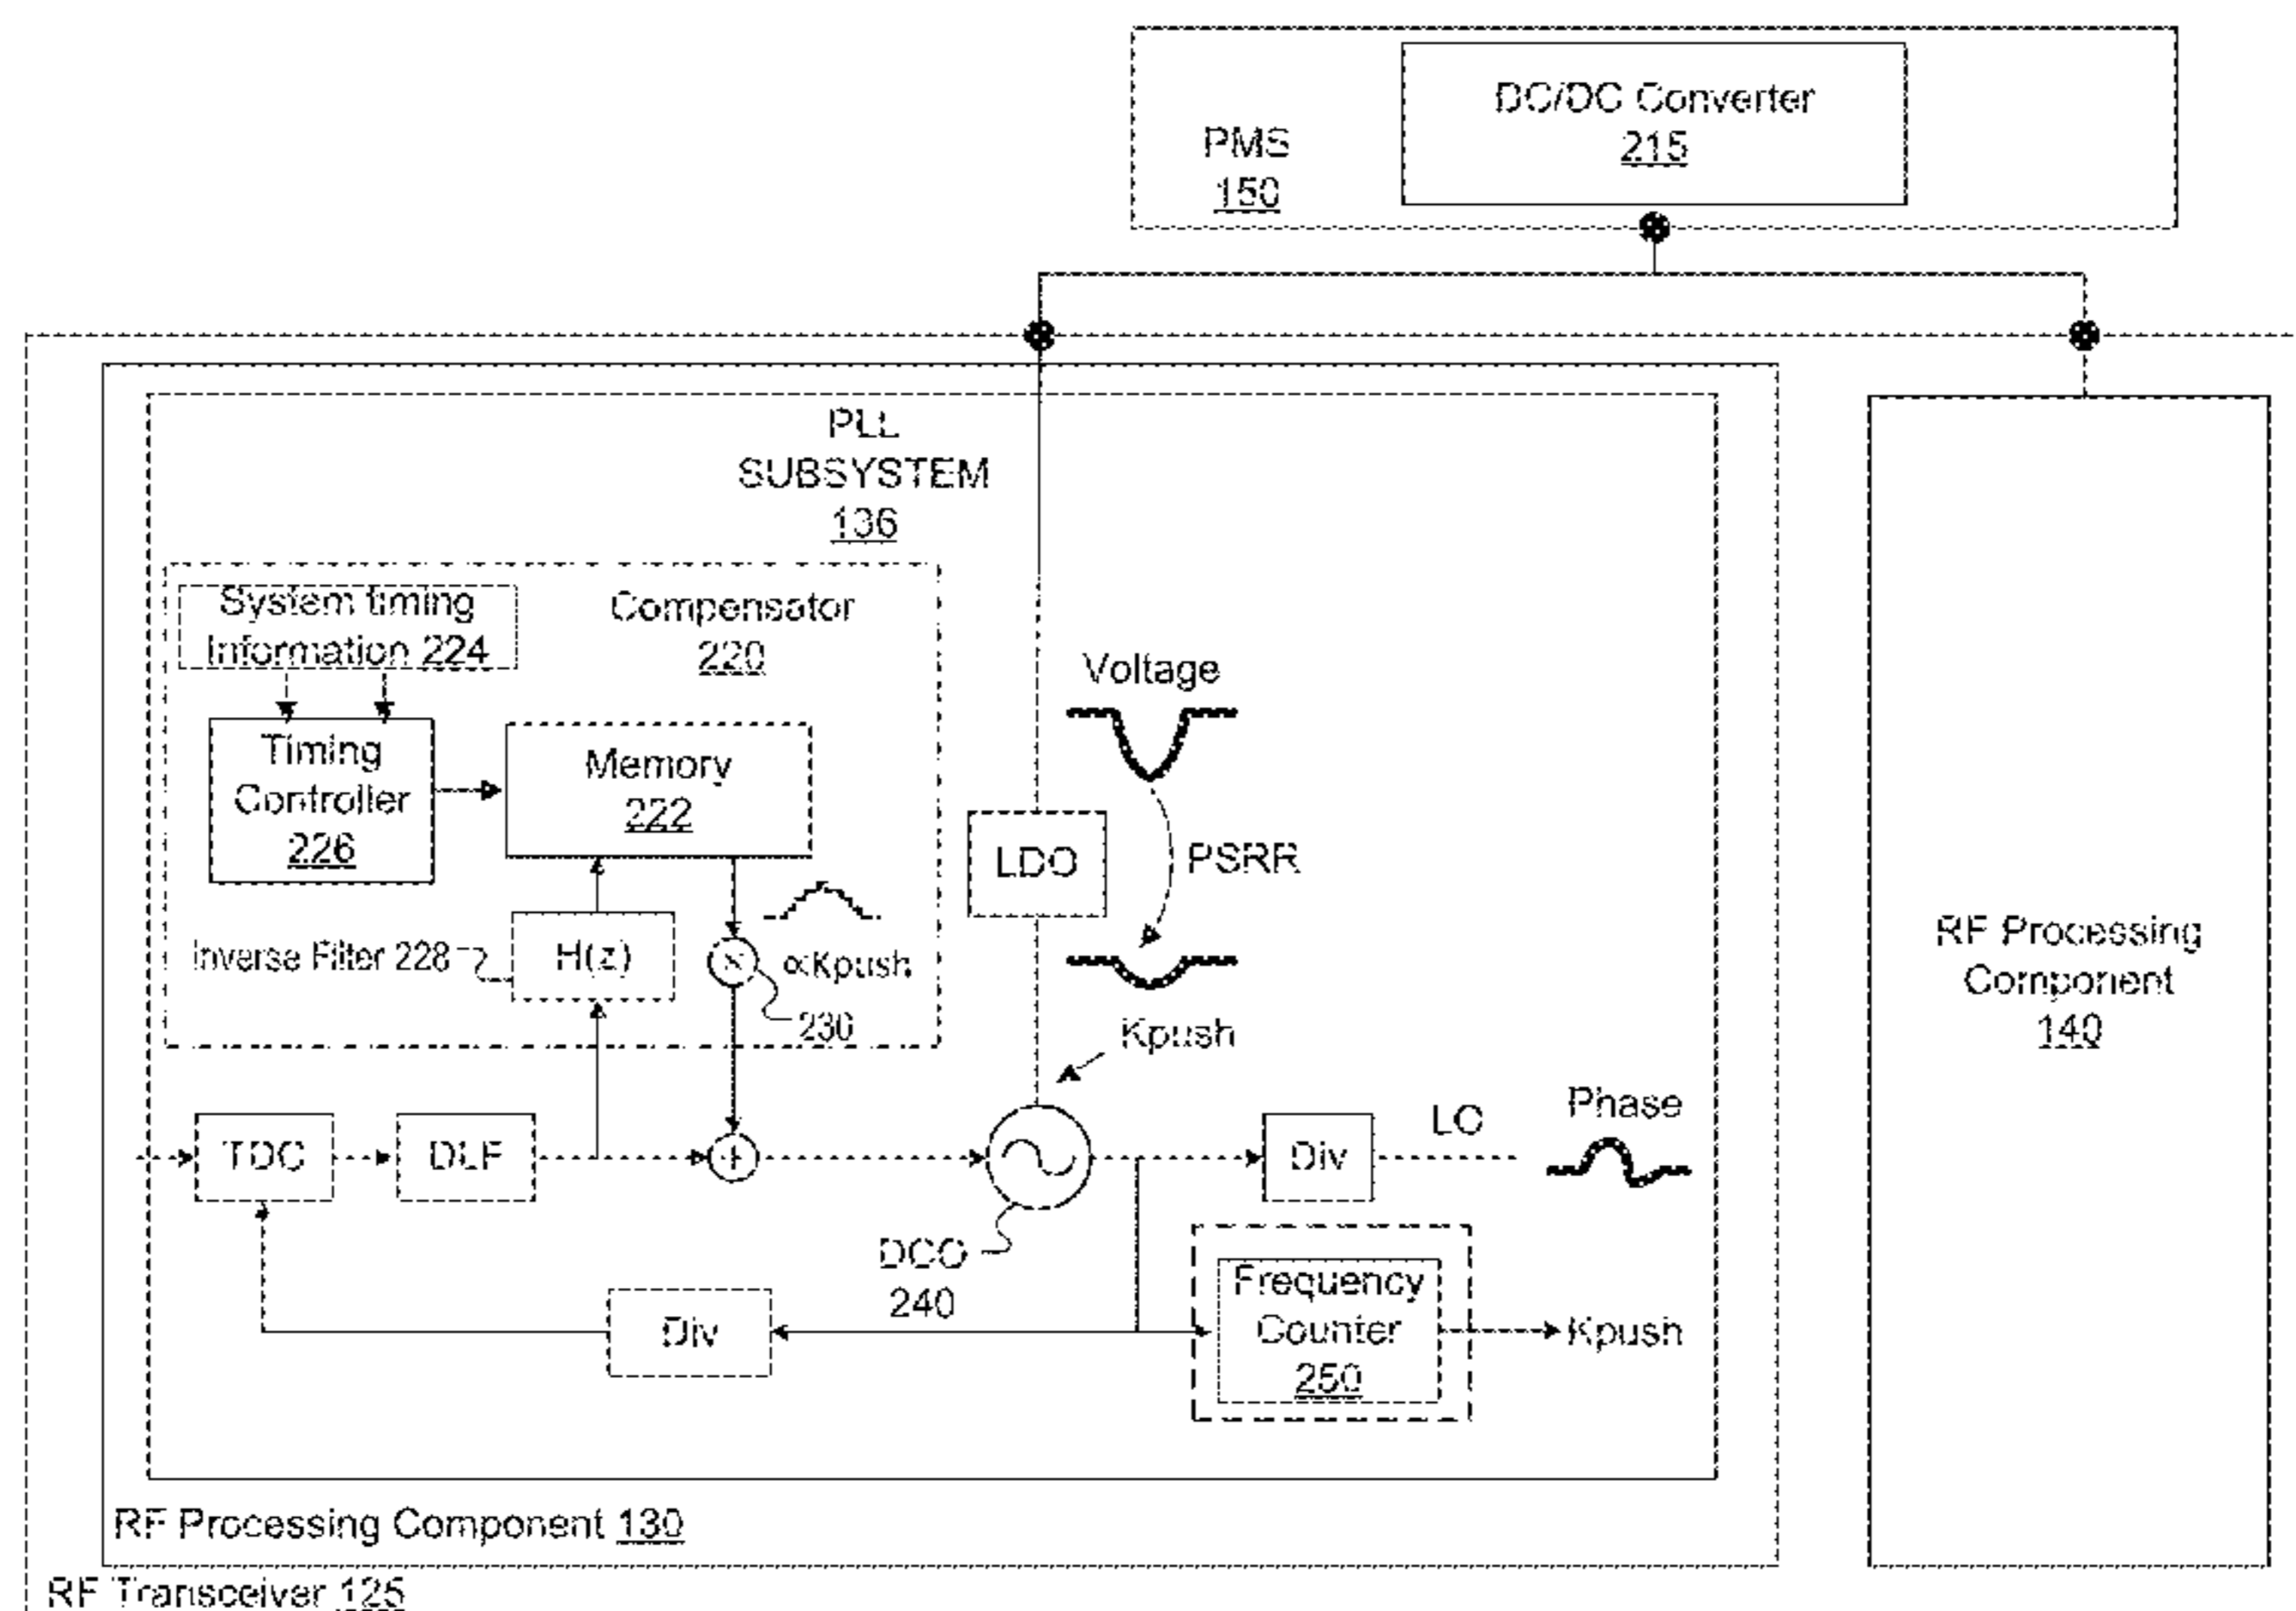 DC/DC Converter
215
PMS
150
PLL
SUBSYSTEM
136
System timing
Information 224
Compensator
220
Timing
Controller
226
Memory
222
Inverse Filter 228
H(z)
×
∝Kpush
230
Voltage
LDO
PSRR
Kpush
RF Processing
Component
140
TDC
DLF
+
DCO
240
Div
LO
Phase
Div
Frequency
Counter
250
Kpush
RF Processing Component 130
RF Transceiver 125